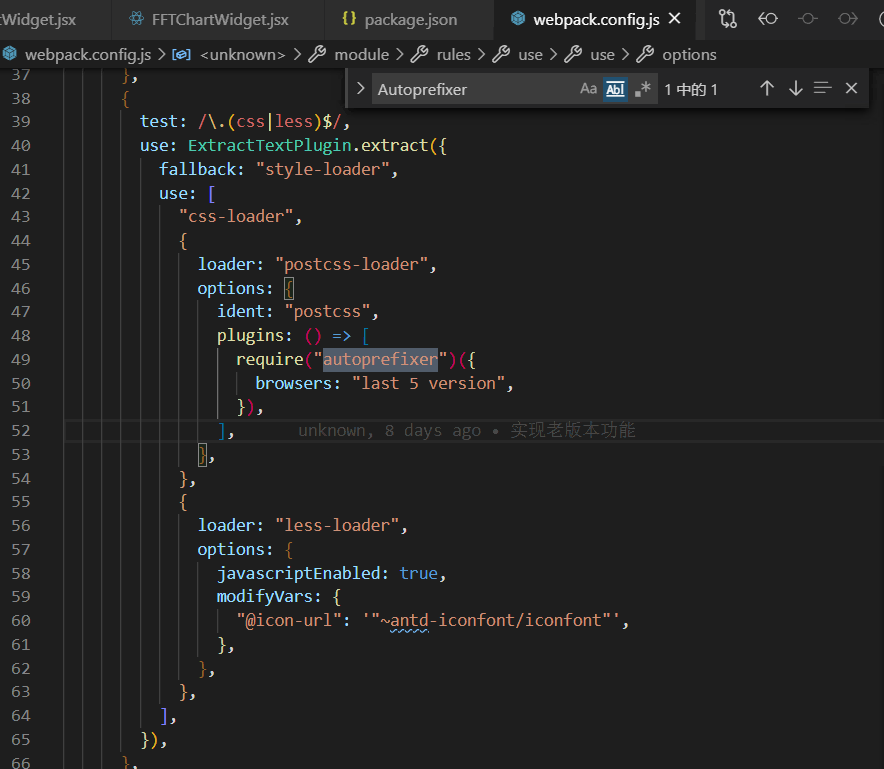 Widget.jsx FFTChartWidget.jsx {} package.json webpack.config.js
webpack.config.js > <unknown> > module > rules > use > use > options
Autoprefixer Aa Abl .* 1 中的 1
37 },
38 {
39 test: /\.(css|less)$/,
40 use: ExtractTextPlugin.extract({
41 fallback: "style-loader",
42 use: [
43 "css-loader",
44 {
45 loader: "postcss-loader",
46 options: {
47 ident: "postcss",
48 plugins: () => [
49 require("autoprefixer")({
50 browsers: "last 5 version",
51 }),
52 ], unknown, 8 days ago • 实现老版本功能
53 },
54 },
55 {
56 loader: "less-loader",
57 options: {
58 javascriptEnabled: true,
59 modifyVars: {
60 "@icon-url": '"~antd-iconfont/iconfont"',
61 },
62 },
63 },
64 ],
65 }),
66 },